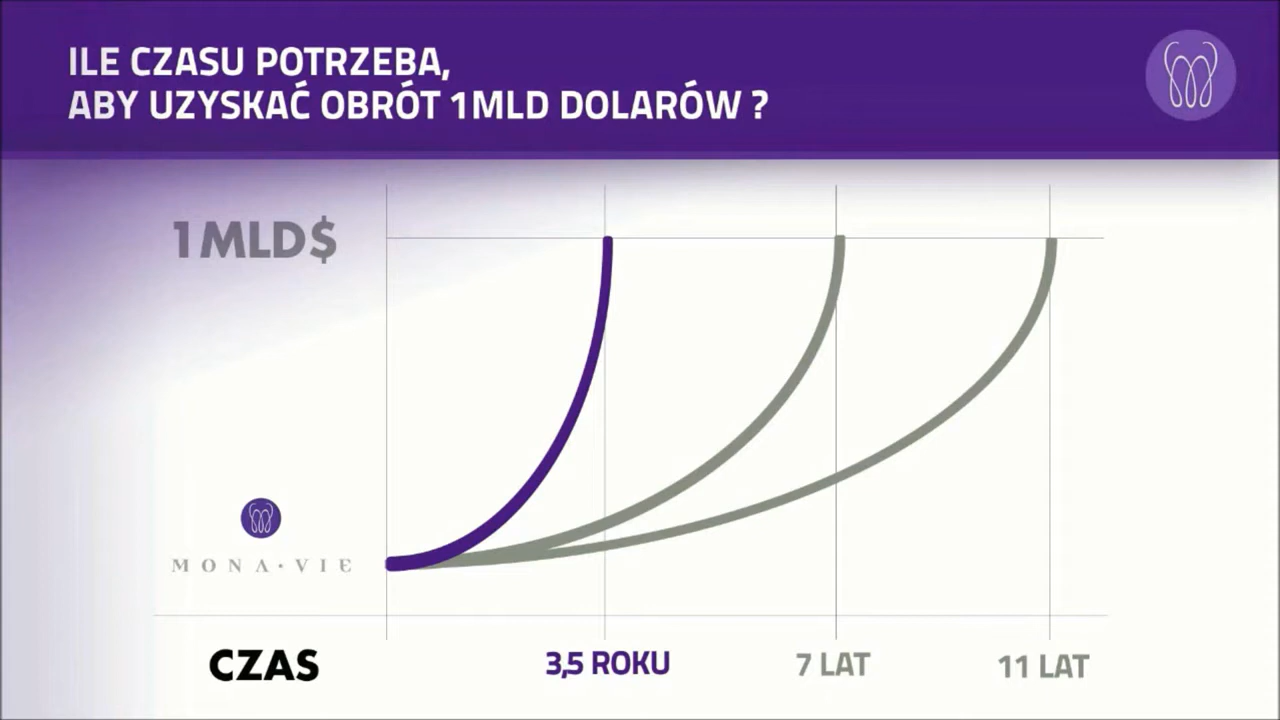 ILE CZASU POTRZEBA,
ABY UZYSKAĆ OBRÓT 1MLD DOLARÓW ?
1MLD$
MONA·VIE
CZAS
3,5 ROKU
7 LAT
11 LAT